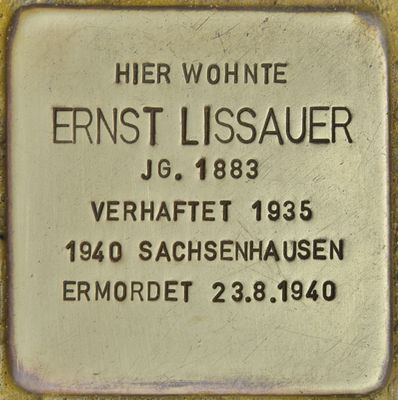 HIER WOHNTE
ERNST LISSAUER
JG. 1883
VERHAFTET 1935
1940 SACHSENHAUSEN
ERMORDET 23.8.1940